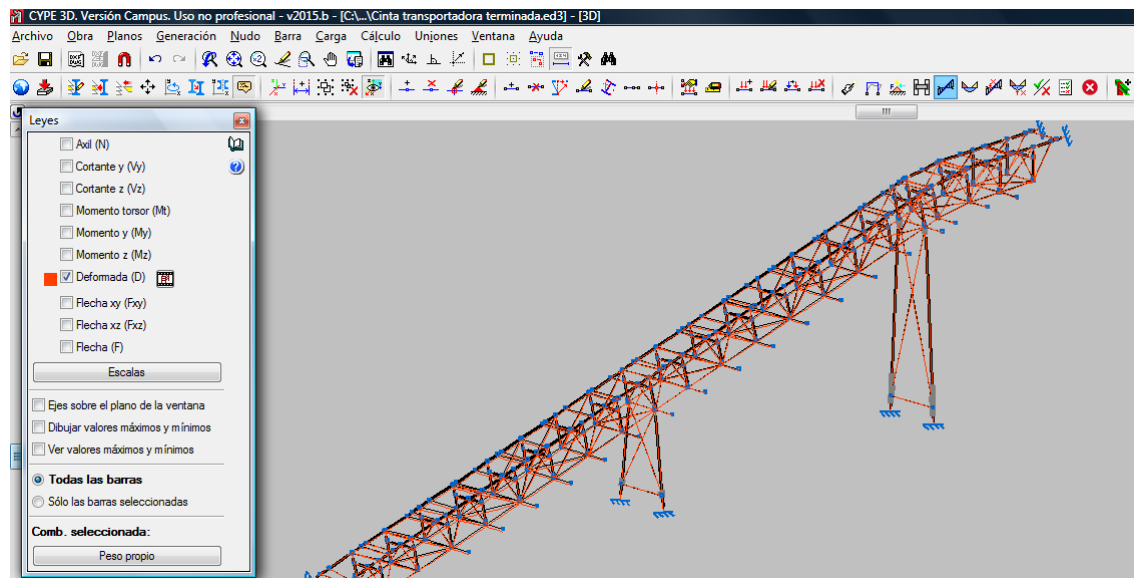 CYPE 3D. Versión Campus. Uso no profesional - v2015.b - [C:\...\Cinta transportadora terminada.ed3] - [3D]
Archivo Obra Planos Generación Nudo Barra Carga Cálculo Uniones Ventana Ayuda
Leyes
Axil (N)
Cortante y (Vy)
Cortante z (Vz)
Momento torsor (Mt)
Momento y (My)
Momento z (Mz)
Deformada (D)
Flecha xy (Fxy)
Flecha xz (Fxz)
Flecha (F)
Escalas
Ejes sobre el plano de la ventana
Dibujar valores máximos y mínimos
Ver valores máximos y mínimos
Todas las barras
Sólo las barras seleccionadas
Comb. seleccionada:
Peso propio